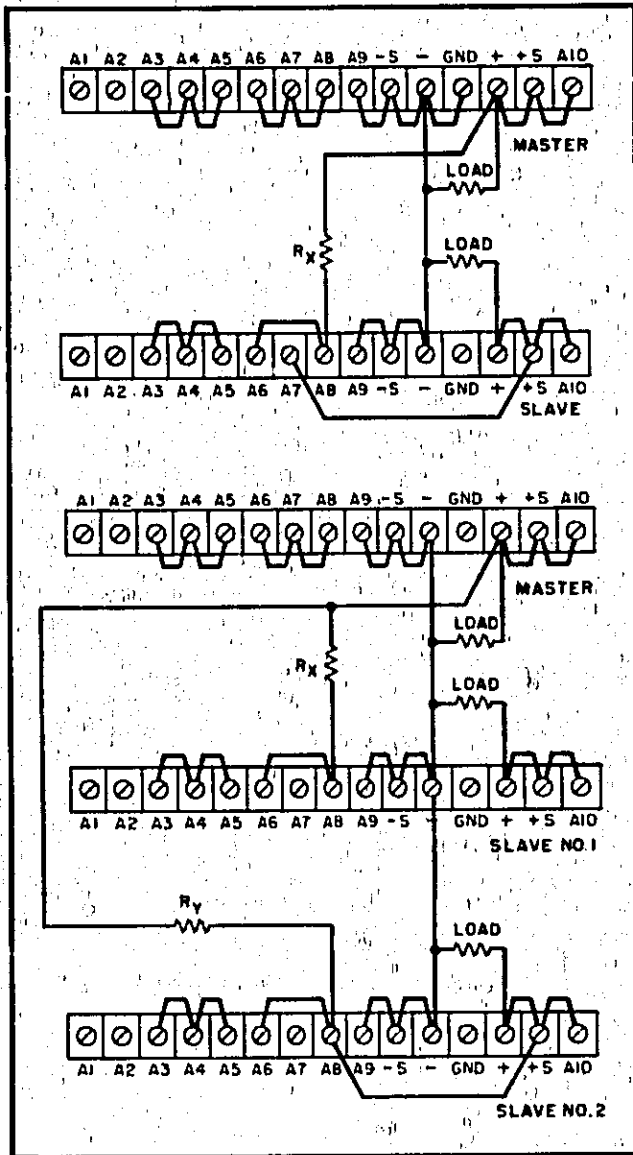 A1 A2 A3 A4 A5 A6 A7 A8 A9 -S - GND + +S A10
MASTER
LOAD
RX
LOAD
A1 A2 A3 A4 A5 A6 A7 A8 A9 -S - GND + +S A10
SLAVE
A1 A2 A3 A4 A5 A6 A7 A8 A9 -S - GND + +S A10
MASTER
LOAD
RX
LOAD
A1 A2 A3 A4 A5 A6 A7 A8 A9 -S - GND + +S A10
SLAVE NO.1
RY
LOAD
A1 A2 A3 A4 A5 A6 A7 A8 A9 -S - GND + +S A10
SLAVE NO.2